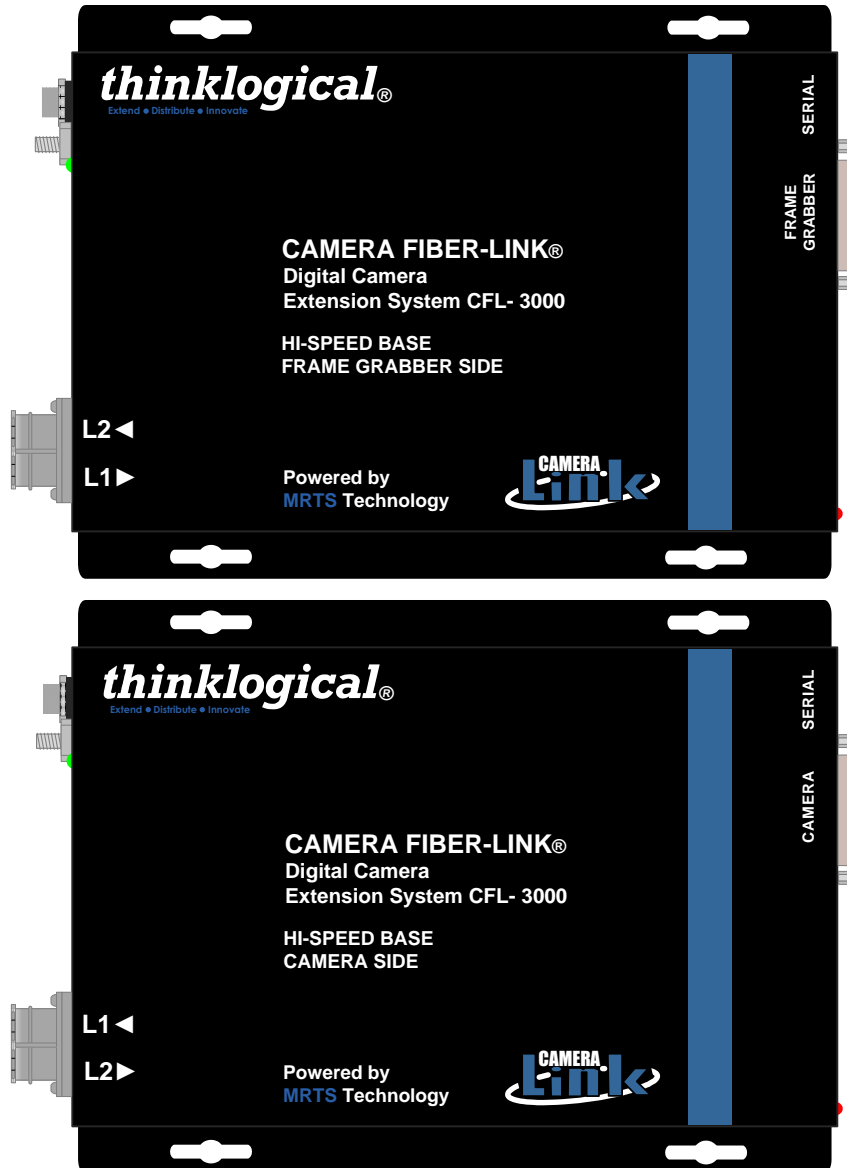 thinklogical®
Extend • Distribute • Innovate
SERIAL
FRAME
GRABBER
CAMERA FIBER-LINK®
Digital Camera
Extension System CFL- 3000
HI-SPEED BASE
FRAME GRABBER SIDE
L2◄
L1►
Powered by
MRTS Technology
CAMERA
Link
thinklogical®
Extend • Distribute • Innovate
SERIAL
CAMERA
CAMERA FIBER-LINK®
Digital Camera
Extension System CFL- 3000
HI-SPEED BASE
CAMERA SIDE
L1◄
L2►
Powered by
MRTS Technology
CAMERA
Link